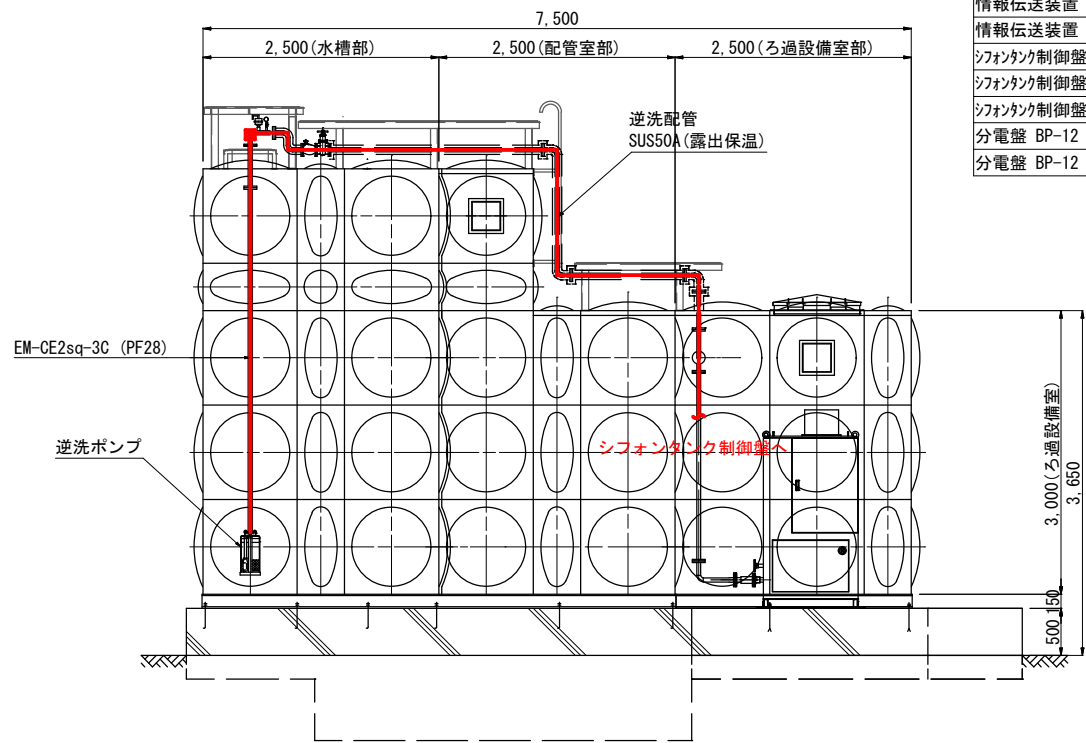 情報伝送装置
情報伝送装置
ｼﾌｫﾝﾀﾝｸ制御盤
ｼﾌｫﾝﾀﾝｸ制御盤
ｼﾌｫﾝﾀﾝｸ制御盤
分電盤 BP-12
分電盤 BP-12
7,500
2,500(水槽部)
2,500(配管室部)
2,500(ろ過設備室部)
逆洗配管
SUS50A(露出保温)
EM-CE2sq-3C (PF28)
逆洗ポンプ
シフォンタンク制御盤へ
3,000(ろ過設備室)
3,650
150
500